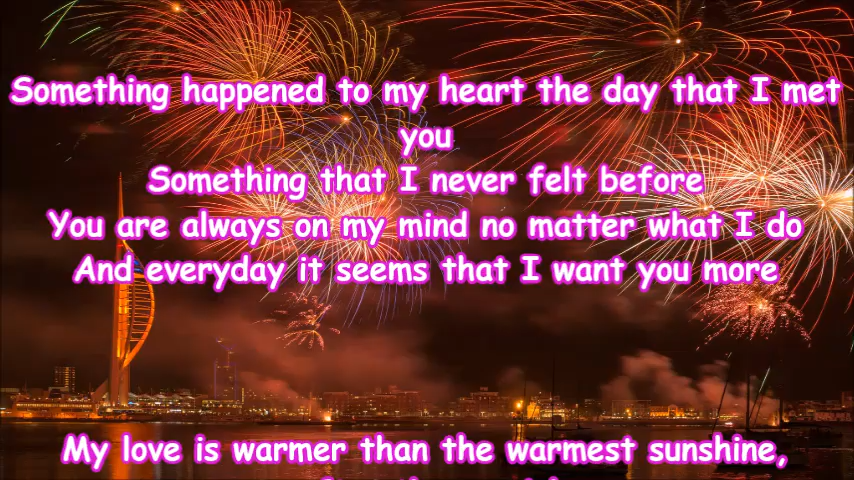 Something happened to my heart the day that I met
you
Something that I never felt before
You are always on my mind no matter what I do
And everyday it seems that I want you more
My love is warmer than the warmest sunshine,